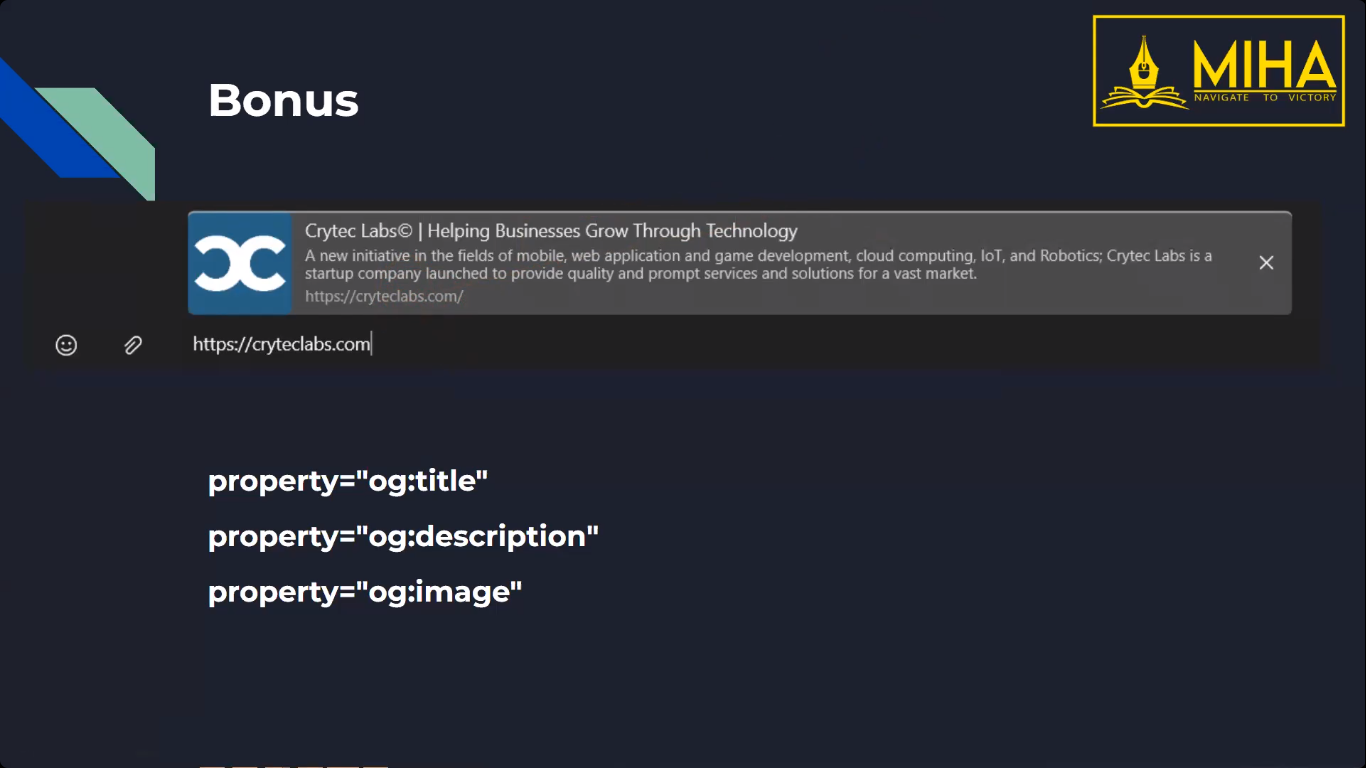 Bonus
MIHA
NAVIGATE TO VICTORY
Crytec Labs© | Helping Businesses Grow Through Technology
A new initiative in the fields of mobile, web application and game development, cloud computing, IoT, and Robotics; Crytec Labs is a
startup company launched to provide quality and prompt services and solutions for a vast market.
https://cryteclabs.com/
https://cryteclabs.com
property="og:title"
property="og:description"
property="og:image"